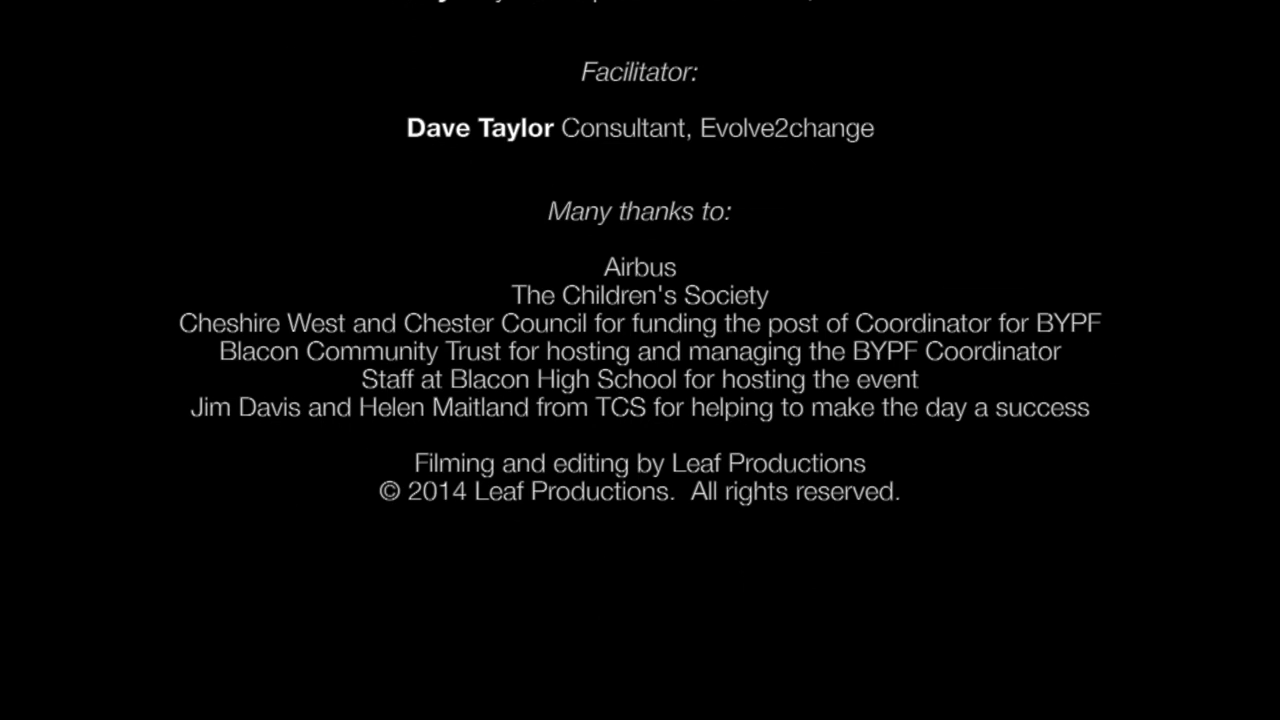 Facilitator:
Dave Taylor Consultant, Evolve2change
Many thanks to:
Airbus
The Children's Society
Cheshire West and Chester Council for funding the post of Coordinator for BYPF
Blacon Community Trust for hosting and managing the BYPF Coordinator
Staff at Blacon High School for hosting the event
Jim Davis and Helen Maitland from TCS for helping to make the day a success
Filming and editing by Leaf Productions
© 2014 Leaf Productions.  All rights reserved.